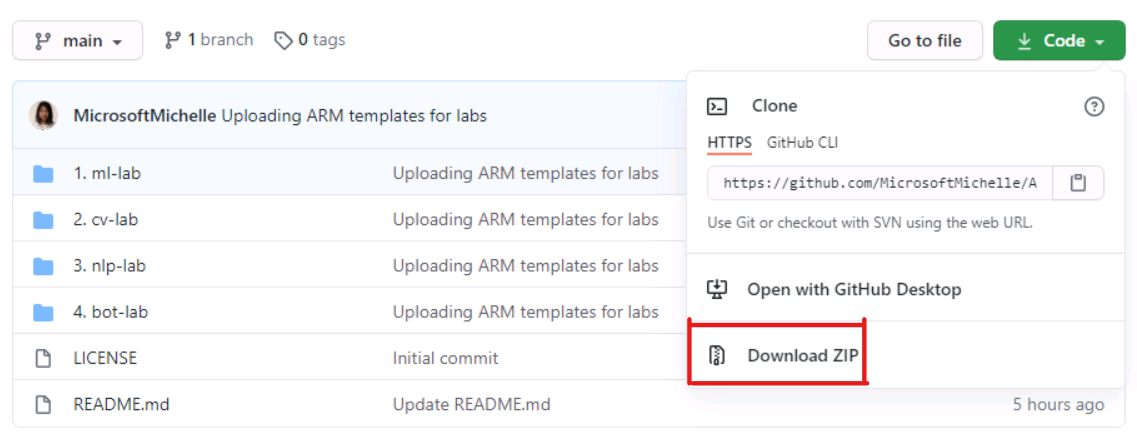 main 1 branch 0 tags Go to file Code
MicrosoftMichelle Uploading ARM templates for labs
1. ml-lab Uploading ARM templates for labs
2. cv-lab Uploading ARM templates for labs
3. nlp-lab Uploading ARM templates for labs
4. bot-lab Uploading ARM templates for labs
LICENSE Initial commit
README.md Update README.md 5 hours ago
Clone
HTTPS GitHub CLI
https://github.com/MicrosoftMichelle/A
Use Git or checkout with SVN using the web URL.
Open with GitHub Desktop
Download ZIP